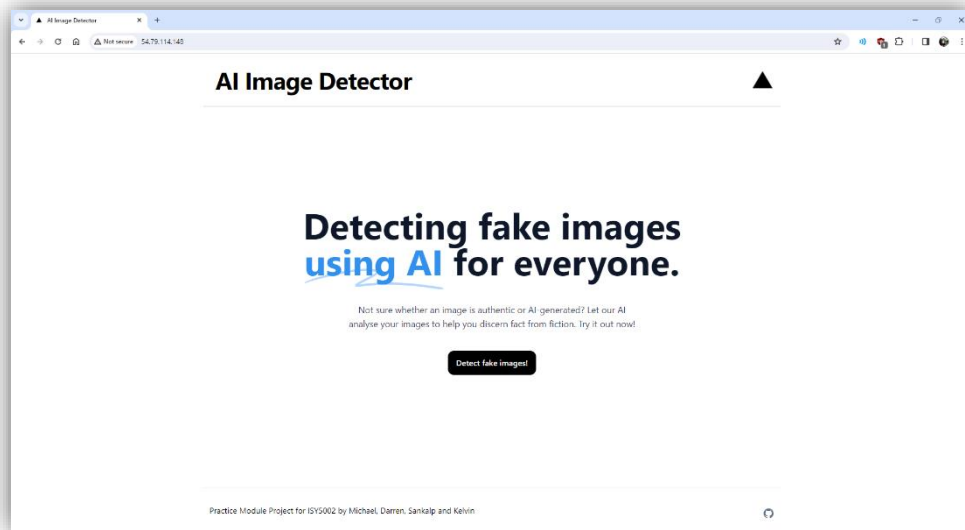 AI Image Detector
Not secure 54.79.114.148
AI Image Detector
Detecting fake images
using AI for everyone.
Not sure whether an image is authentic or AI generated? Let our AI
analyse your images to help you discern fact from fiction. Try it out now!
Detect fake images!
Practice Module Project for ISY5002 by Michael, Darren, Sankalp and Kelvin